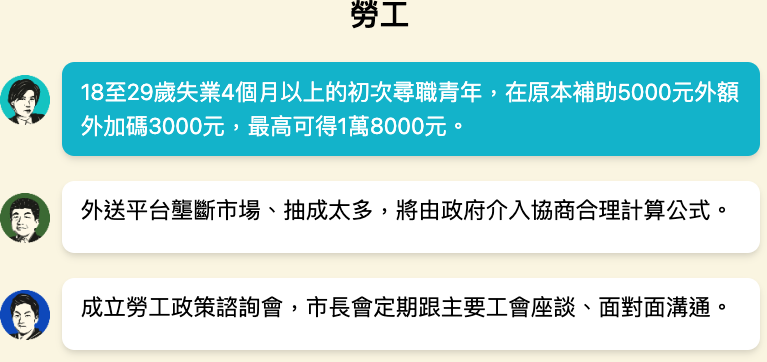 勞工
18至29歲失業4個月以上的初次尋職青年，在原本補助5000元外額
外加碼3000元，最高可得1萬8000元。
外送平台壟斷市場、抽成太多，將由政府介入協商合理計算公式。
成立勞工政策諮詢會，市長會定期跟主要工會座談、面對面溝通。